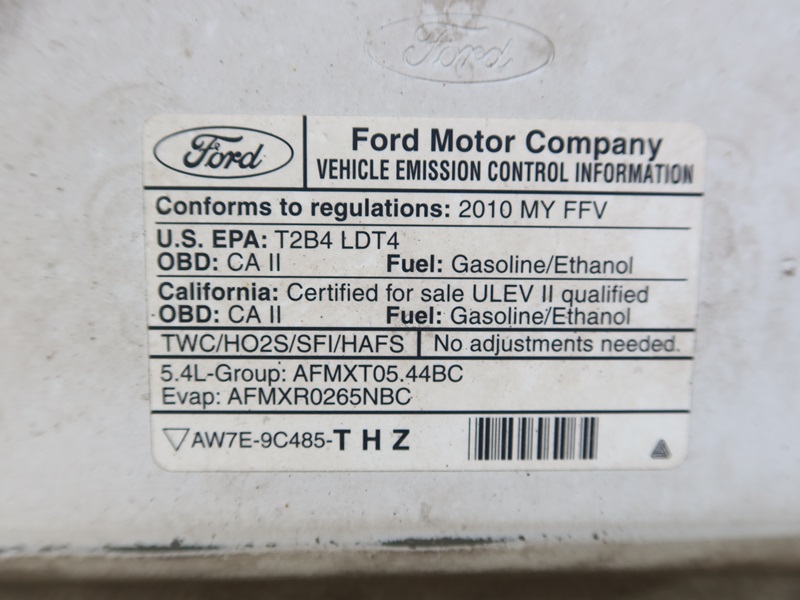 Ford
Ford
Ford Motor Company
VEHICLE EMISSION CONTROL INFORMATION
Conforms to regulations: 2010 MY FFV
U.S. EPA: T2B4 LDT4
OBD: CA II Fuel: Gasoline/Ethanol
California: Certified for sale ULEV II qualified
OBD: CA II Fuel: Gasoline/Ethanol
TWC/HO2S/SFI/HAFS No adjustments needed.
5.4L-Group: AFMXT05.44BC
Evap: AFMXR0265NBC
AW7E-9C485-THZ